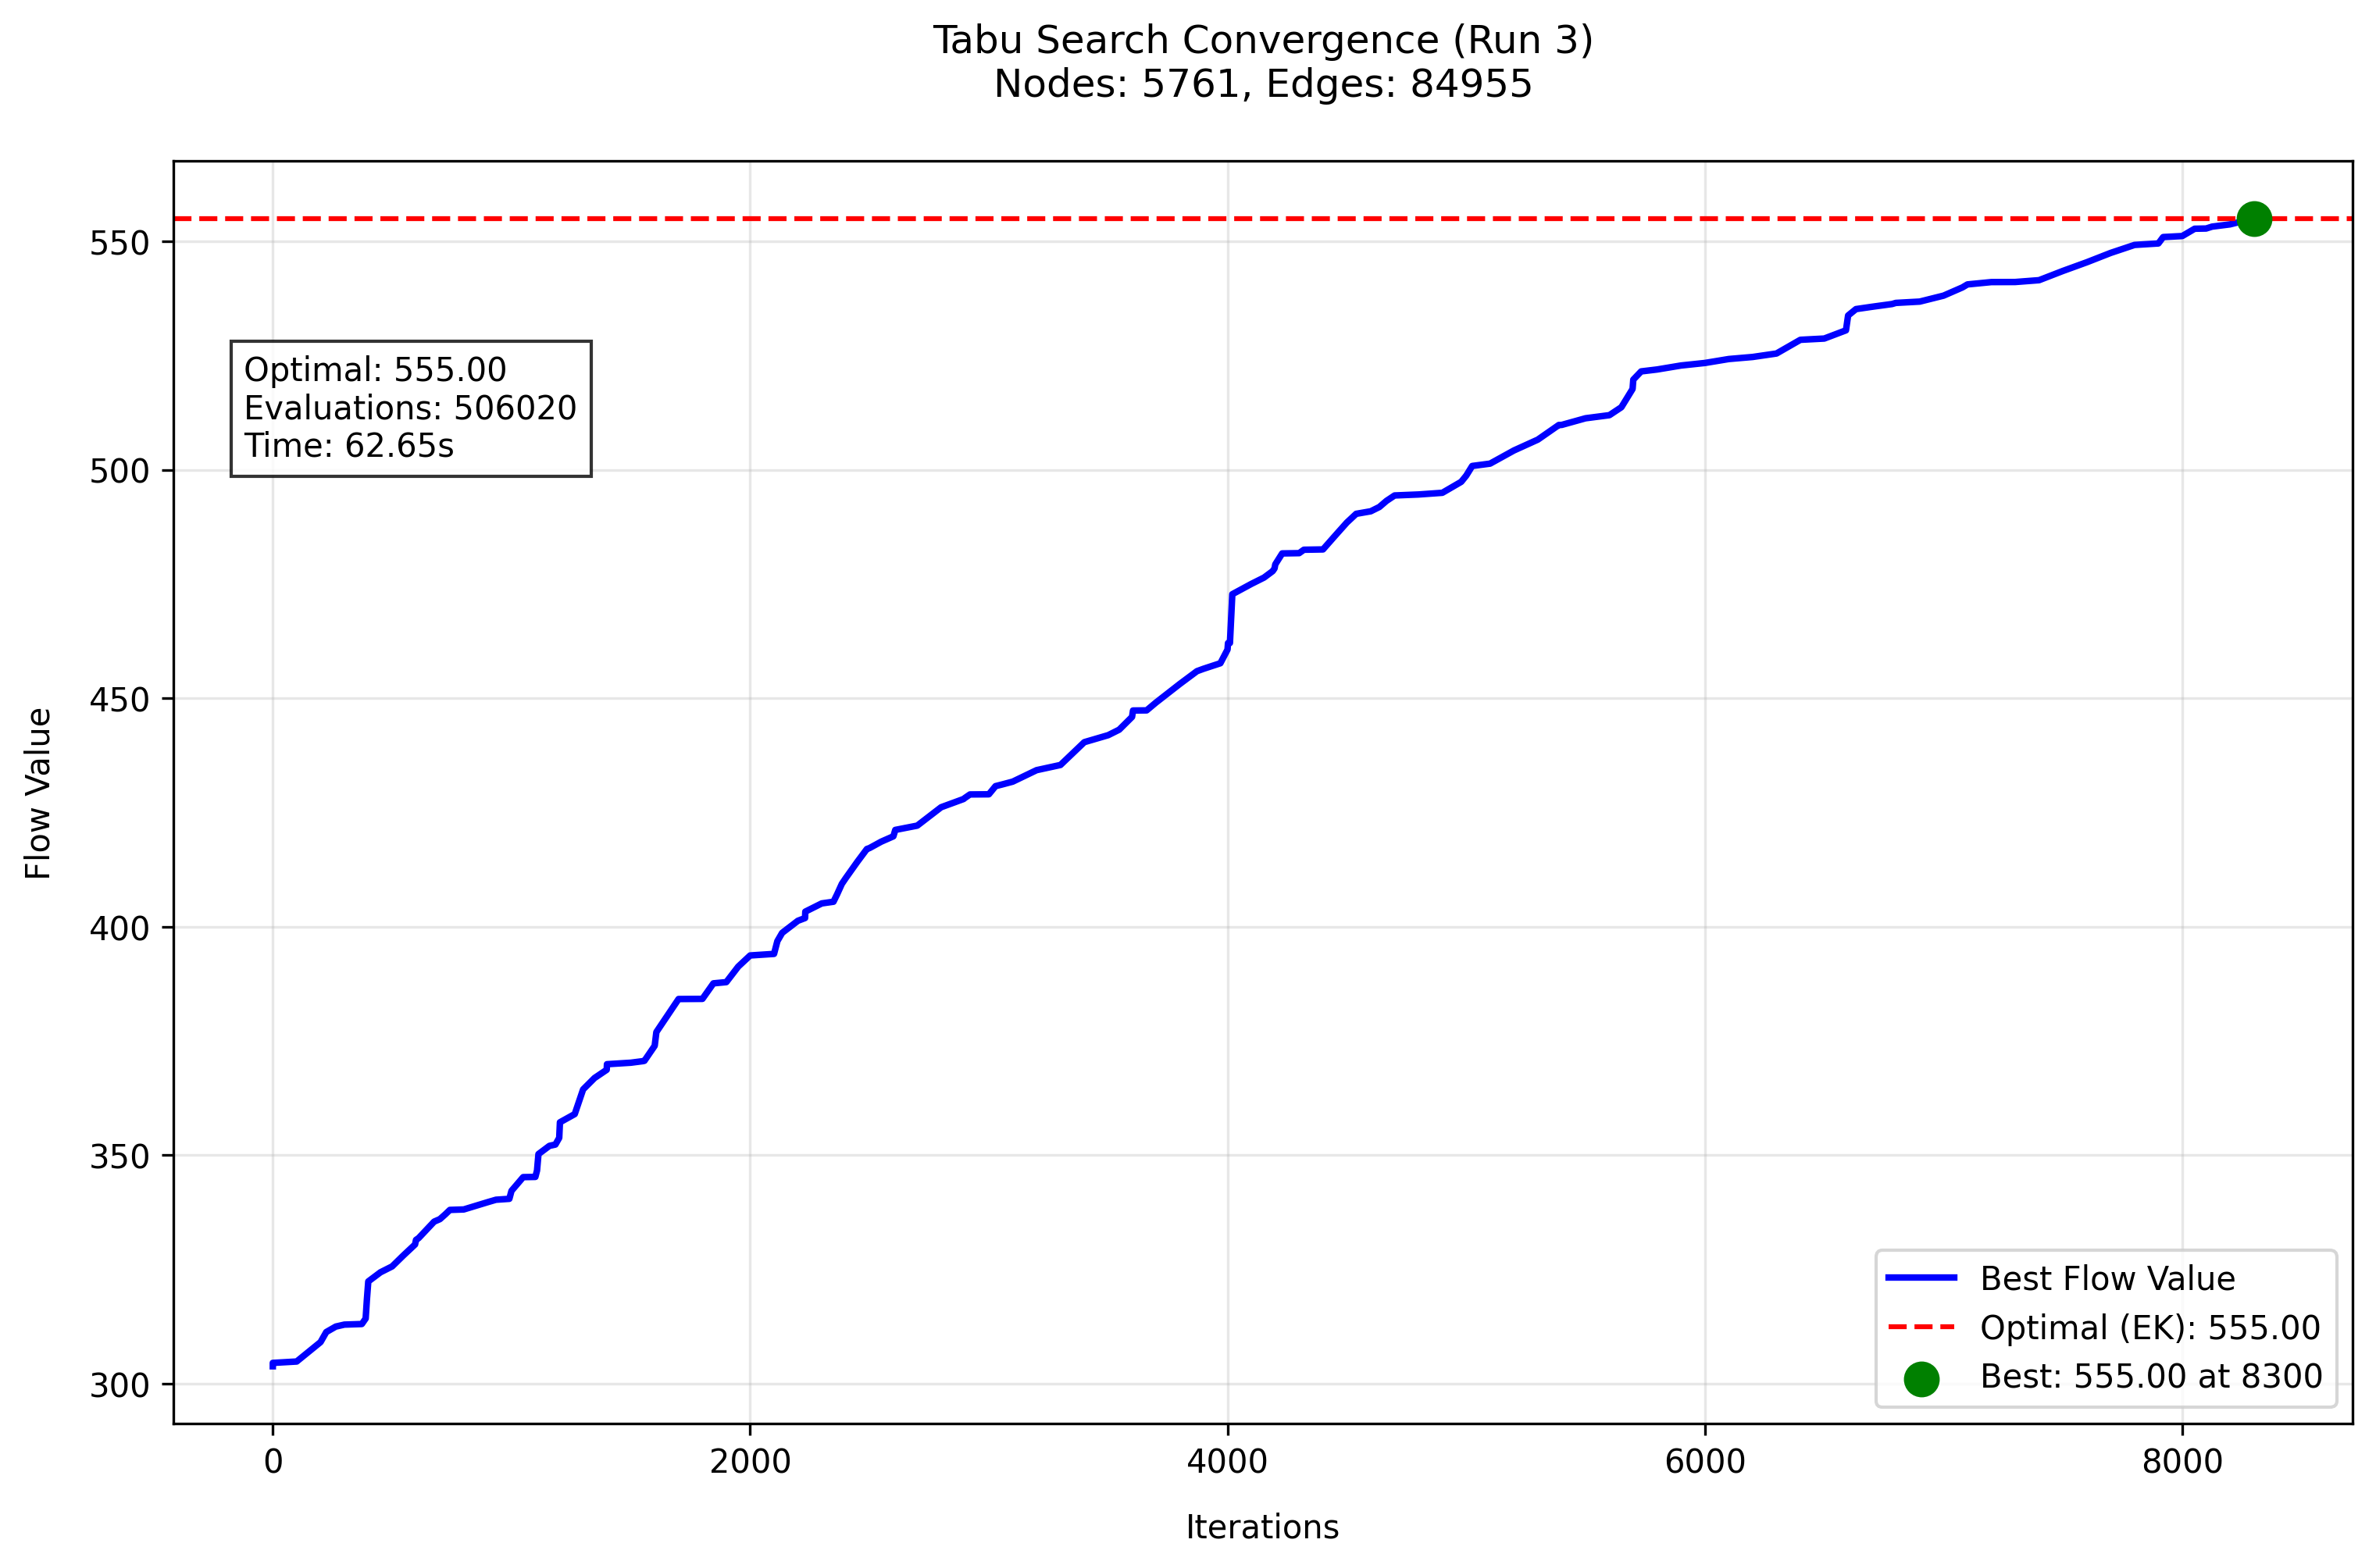 Tabu Search Convergence (Run 3)
Nodes: 5761, Edges: 84955
550
500
450
400
350
300
Flow Value
Optimal: 555.00
Evaluations: 506020
Time: 62.65s
Best Flow Value
Optimal (EK): 555.00
Best: 555.00 at 8300
0
2000
4000
6000
8000
Iterations